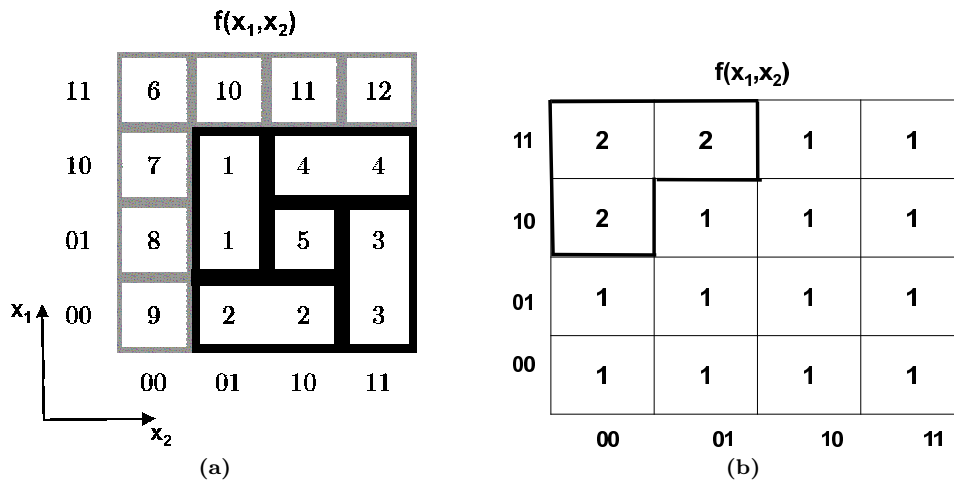 f(x1,x2)
11 6 10 11 12
10 7 1 4 4
01 8 1 5 3
00 9 2 2 3
00 01 10 11
x1
x2
(a)
f(x1,x2)
11 2 2 1 1
10 2 1 1 1
01 1 1 1 1
00 1 1 1 1
00 01 10 11
(b)